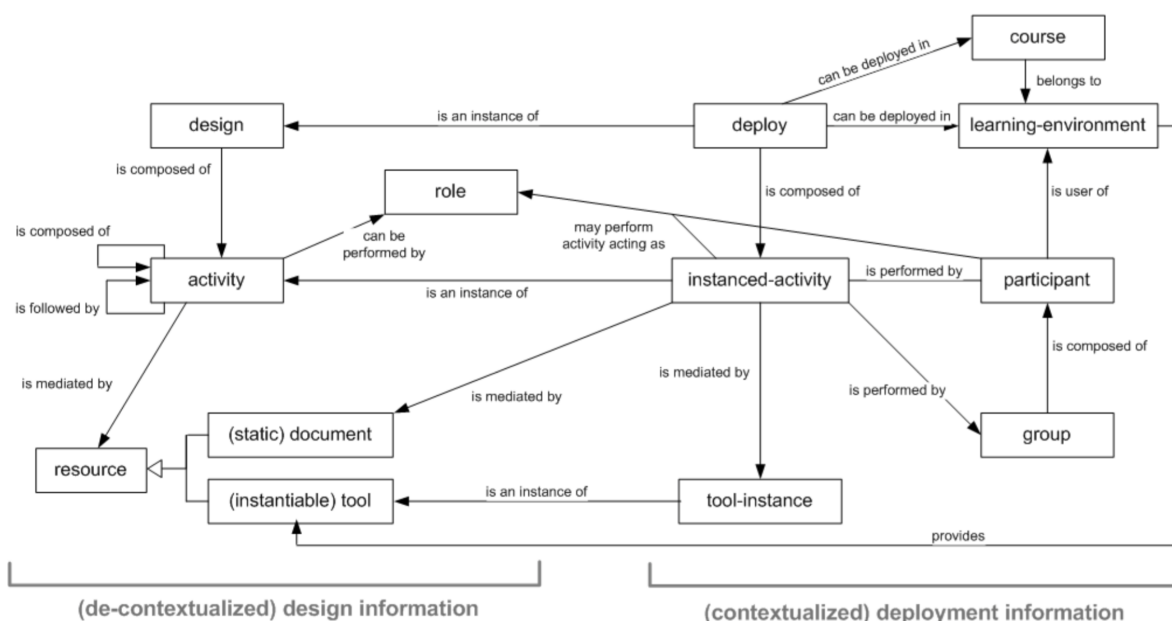 course
can be deployed in
belongs to
design
is an instance of
deploy
can be deployed in
learning-environment
is composed of
role
is composed of
is user of
is composed of
can be
performed by
may perform
activity acting as
activity
is an instance of
instanced-activity
is performed by
participant
is followed by
is composed of
is mediated by
is mediated by
is mediated by
is performed by
(static) document
group
resource
(instantiable) tool
is an instance of
tool-instance
provides
(de-contextualized) design information
(contextualized) deployment information